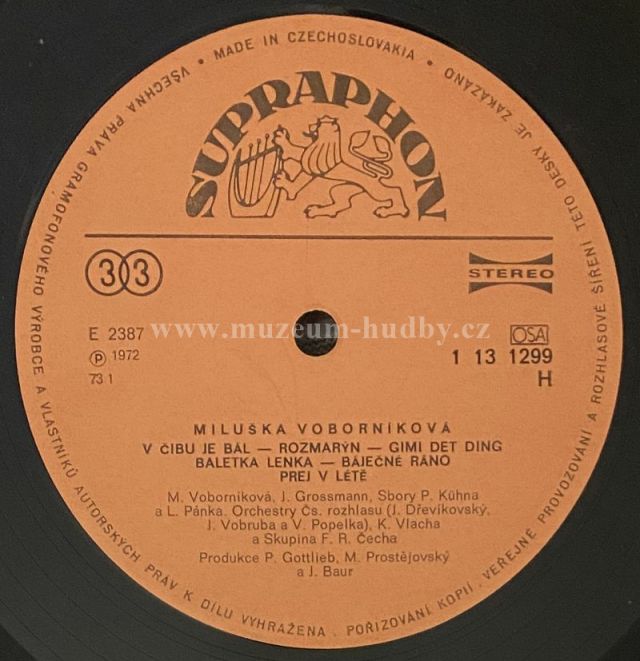 VŠECHNA PRÁVA GRAMOFONOVÉHO VÝROBCE A VLASTNÍKŮ AUTORSKÝCH PRÁV K DÍLU VYHRAŽENA. POŘIZOVÁNÍ KOPIÍ, VEŘEJNÉ PROVOZOVÁNÍ A ROZHLASOVÉ ŠÍŘENÍ TÉTO DESKY JE ZAKÁZÁNO • MADE IN CZECHOSLOVAKIA •
SUPRAPHON
33
STEREO
E 2387
Ⓟ 1972
73 1
www.muzeum-hudby.cz
OSA
1 13 1299
H
MILUŠKA VOBORNÍKOVÁ
V ČIBU JE BÁL — ROZMARÝN — GIMI DET DING
BALETKA LENKA — BÁJEČNÉ RÁNO
PREJ V LÉTĚ
M. Voborníková, J. Grossmann, Sbory P. Kühna
a L. Pánka. Orchestry Čs. rozhlasu (J. Dřevíkovský,
J. Vobruba a V. Popelka), K. Vlacha
a Skupina F. R. Čecha
Produkce P. Gottlieb, M. Prostějovský
a J. Baur